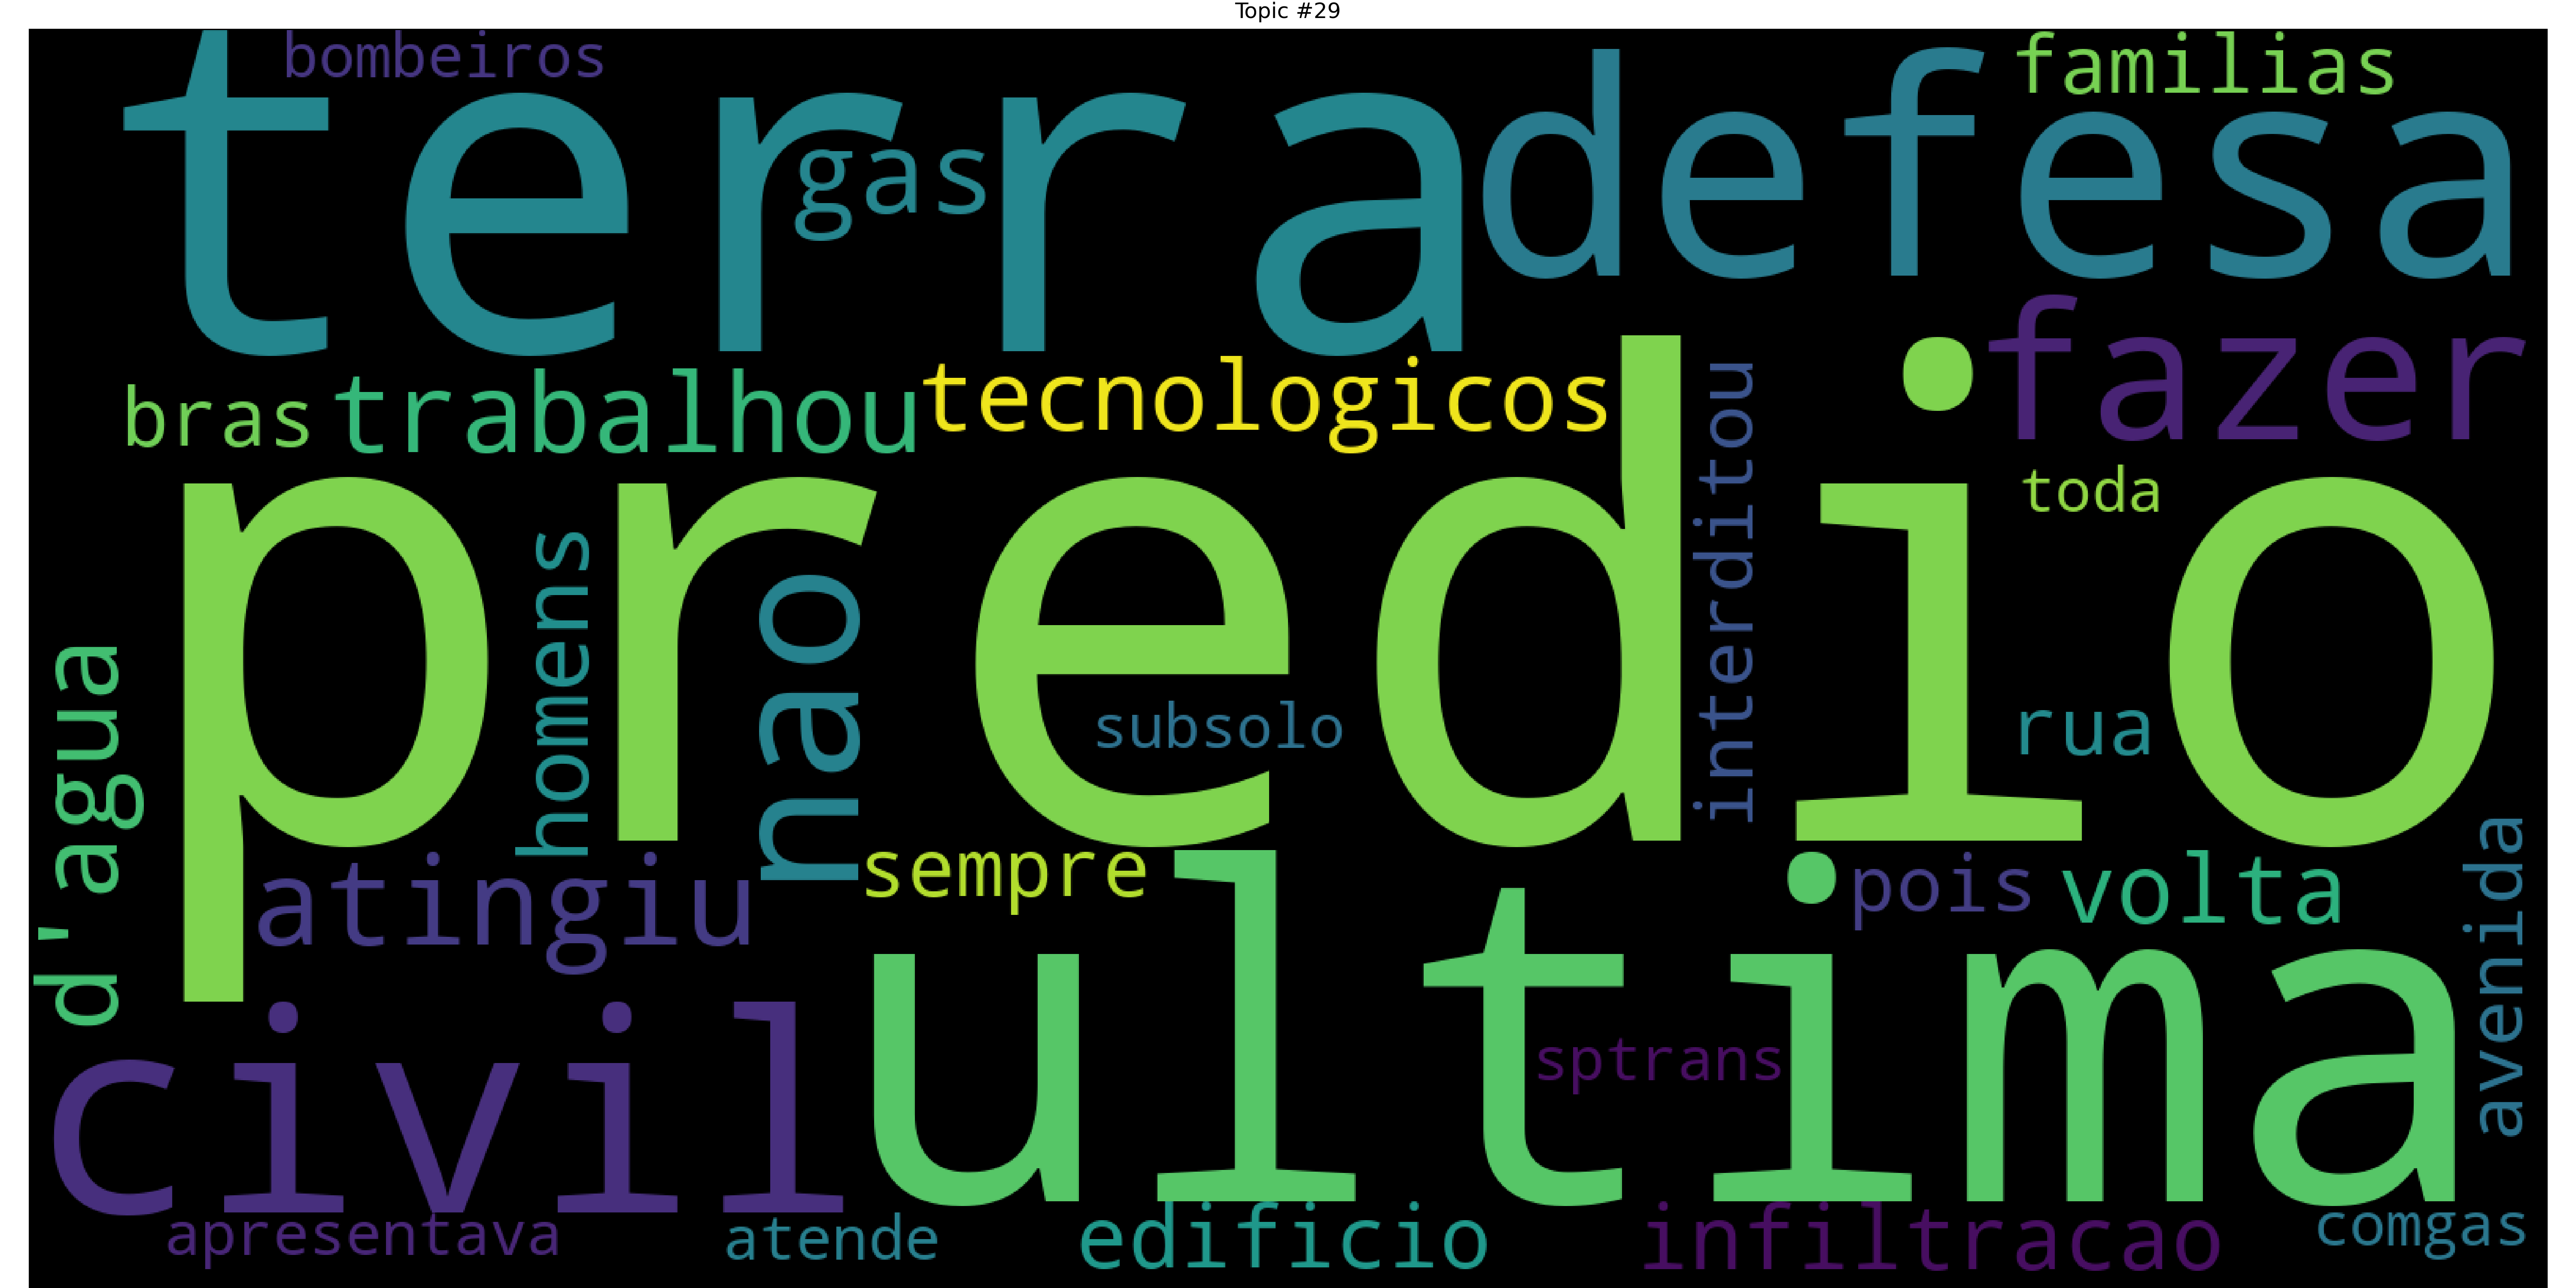 Topic #29
bombeiros
familias
terra
defesa
gas
fazer
bras
trabalhou
tecnologicos
interditou
toda
predio
homens
nao
subsolo
rua
d'agua
atingiu
sempre
pois
volta
avenida
civil
ultima
sptrans
apresentava
atende
edificio
infiltracao
comgas